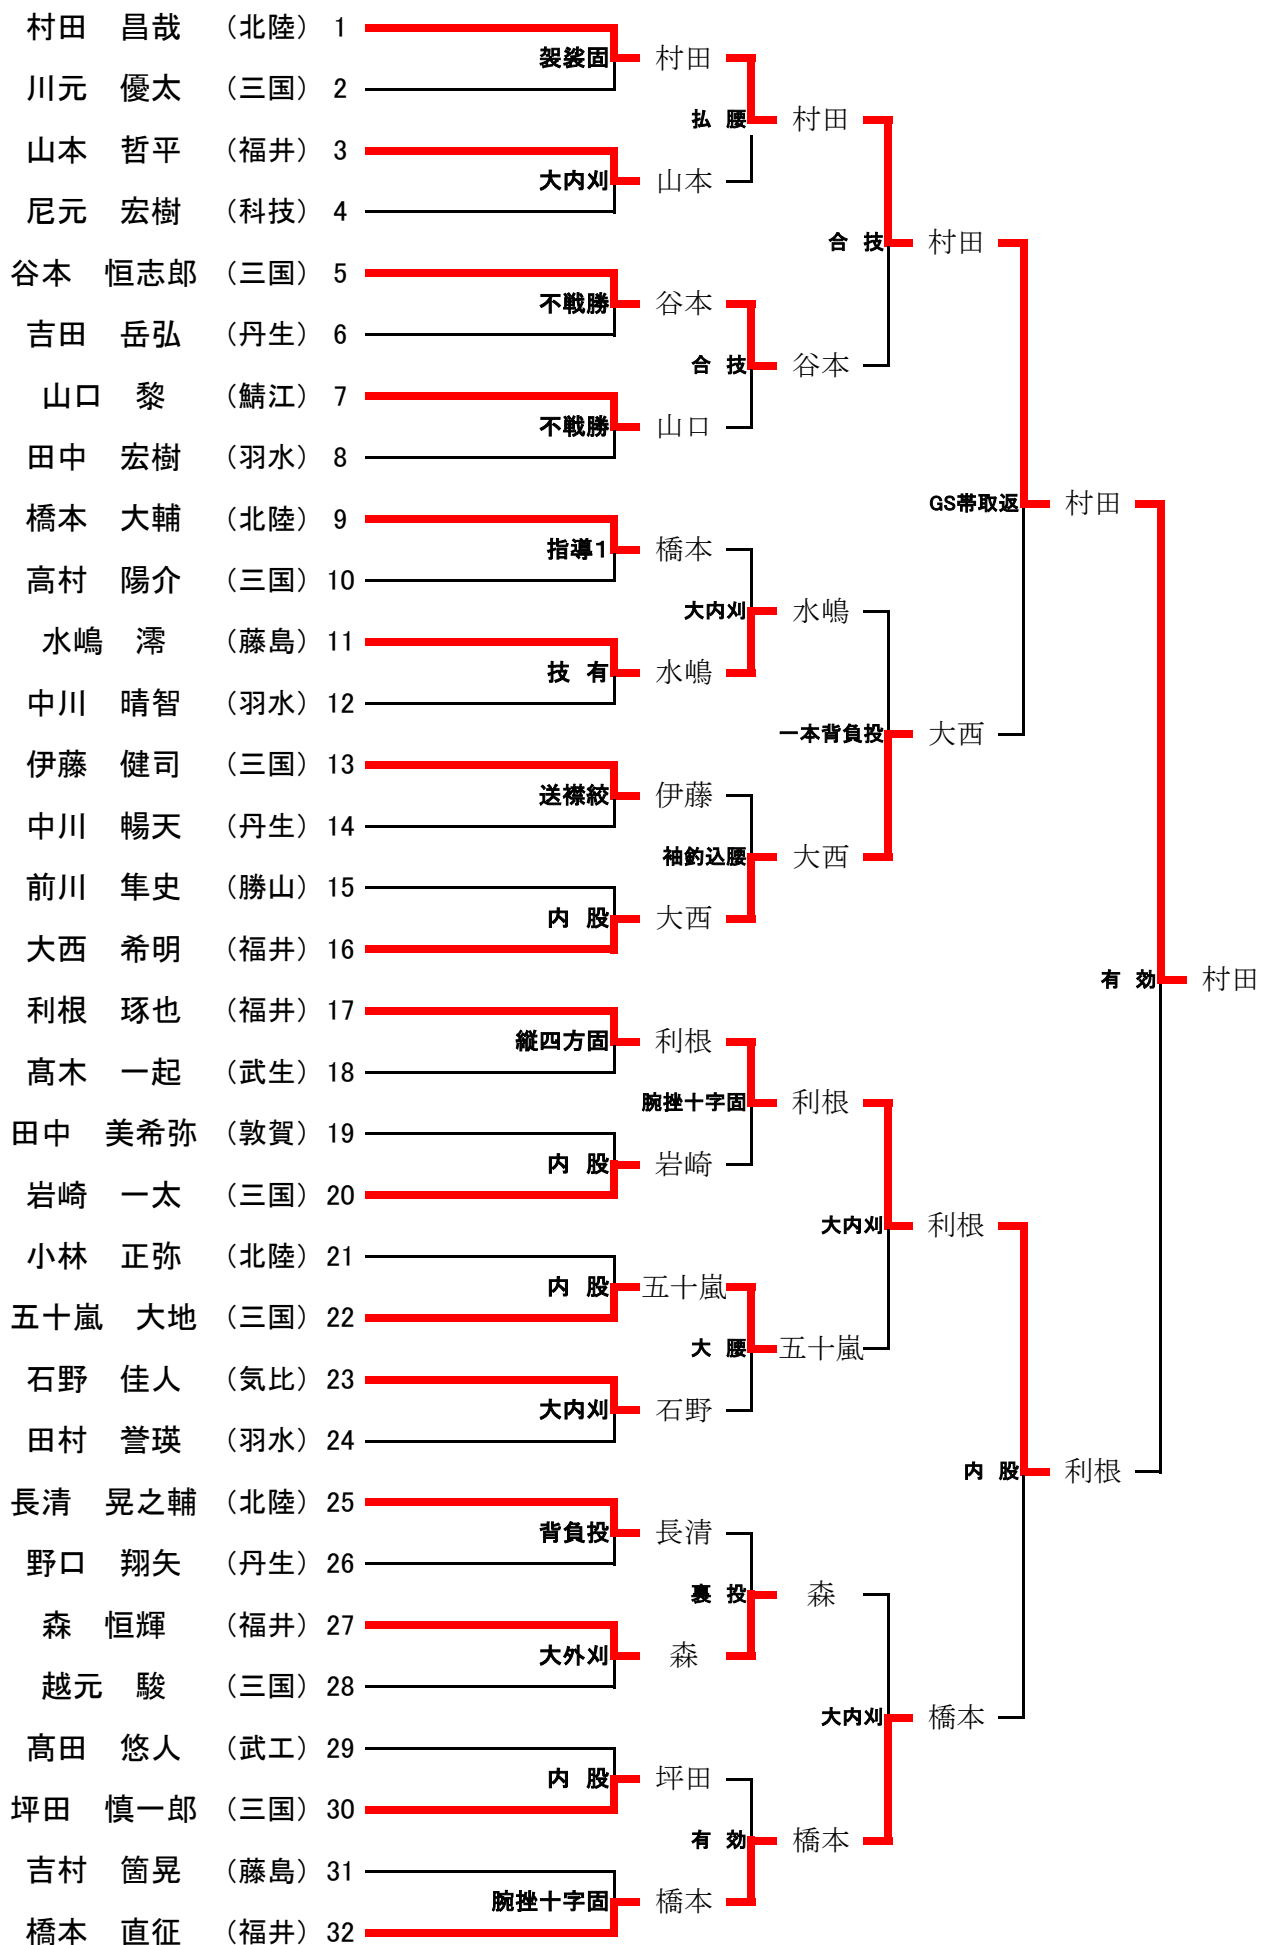 村田　昌哉　（北陸）　1
袈裟固　村田
川元　優太　（三国）　2
払　腰　村田
山本　哲平　（福井）　3
大内刈　山本
尼元　宏樹　（科技）　4
合　技　村田
谷本　恒志郎　（三国）　5
不戦勝　谷本
吉田　岳弘　（丹生）　6
合　技　谷本
山口　黎　（鯖江）　7
不戦勝　山口
田中　宏樹　（羽水）　8
GS帯取返　村田
橋本　大輔　（北陸）　9
指導1　橋本
高村　陽介　（三国）　10
大内刈　水嶋
水嶋　澪　（藤島）　11
技　有　水嶋
中川　晴智　（羽水）　12
一本背負投　大西
伊藤　健司　（三国）　13
送襟絞　伊藤
中川　暢天　（丹生）　14
袖釣込腰　大西
前川　隼史　（勝山）　15
内　股　大西
大西　希明　（福井）　16
有　効　村田
利根　琢也　（福井）　17
縦四方固　利根
髙木　一起　（武生）　18
腕挫十字固　利根
田中　美希弥　（敦賀）　19
内　股　岩崎
岩崎　一太　（三国）　20
大内刈　利根
小林　正弥　（北陸）　21
内　股　五十嵐
五十嵐　大地　（三国）　22
大　腰　五十嵐
石野　佳人　（気比）　23
大内刈　石野
田村　誉瑛　（羽水）　24
内　股　利根
長清　晃之輔　（北陸）　25
背負投　長清
野口　翔矢　（丹生）　26
裏　投　森
森　恒輝　（福井）　27
大外刈　森
越元　駿　（三国）　28
大内刈　橋本
髙田　悠人　（武工）　29
内　股　坪田
坪田　慎一郎　（三国）　30
有　効　橋本
吉村　箇晃　（藤島）　31
腕挫十字固　橋本
橋本　直征　（福井）　32